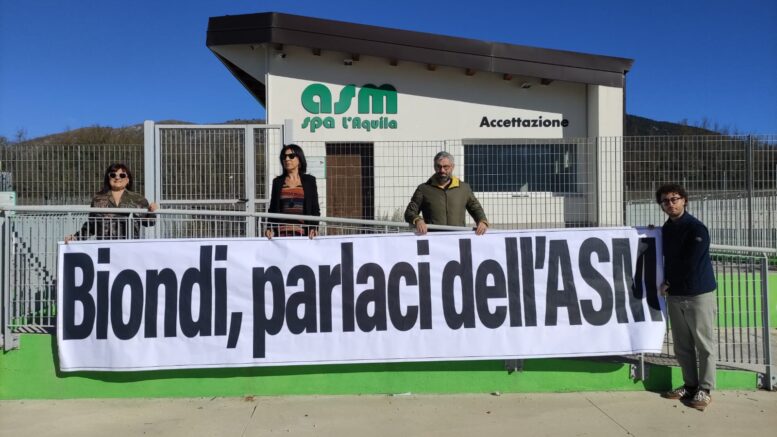 asm
spa L'Aquila
Accettazione
Biondi, parlaci dell'ASM